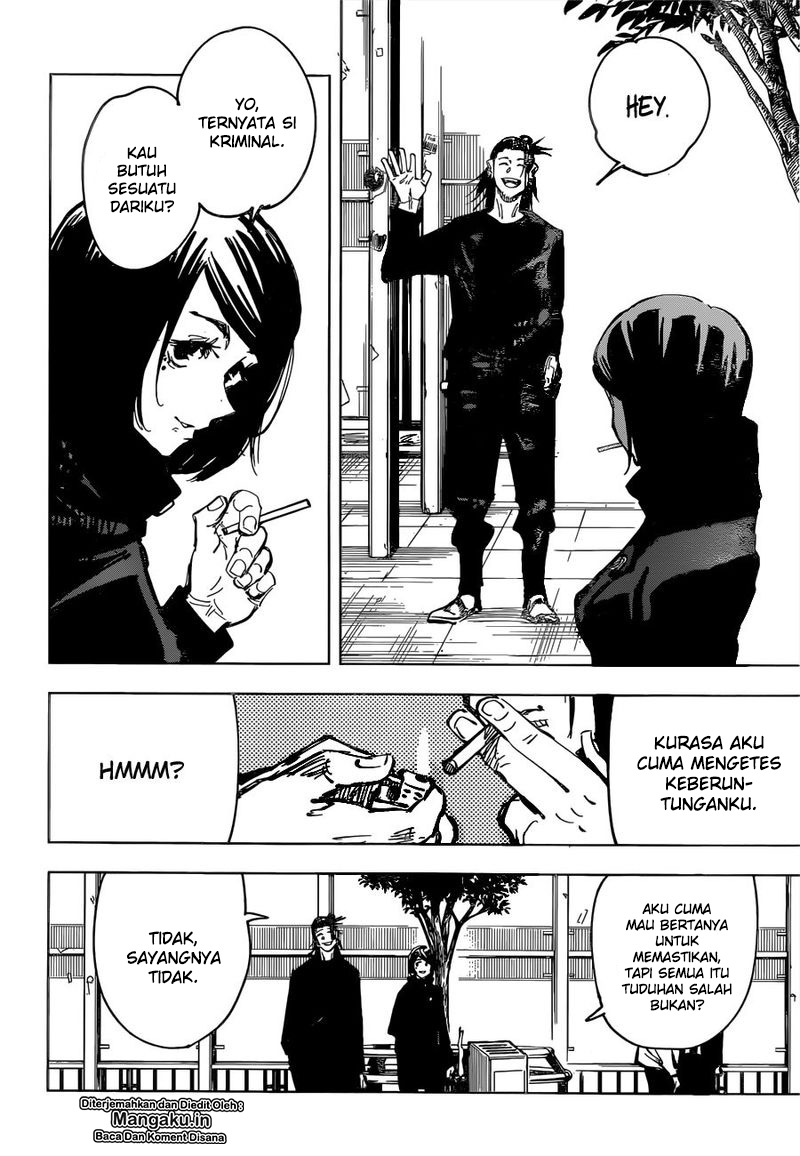 HEY.
YO,
TERNYATA SI
KRIMINAL.
KAU
BUTUH
SESUATU
DARIKU?
KURASA AKU
CUMA MENGETES
KEBERUN-
TUNGANKU.
HMMM?
AKU CUMA
MAU BERTANYA
UNTUK
MEMASTIKAN,
TAPI SEMUA ITU
TUDUHAN SALAH
BUKAN?
TIDAK,
SAYANGNYA
TIDAK.
Diterjemahkan dan Diedit Oleh :
Mangaku.in
Baca Dan Koment Disana